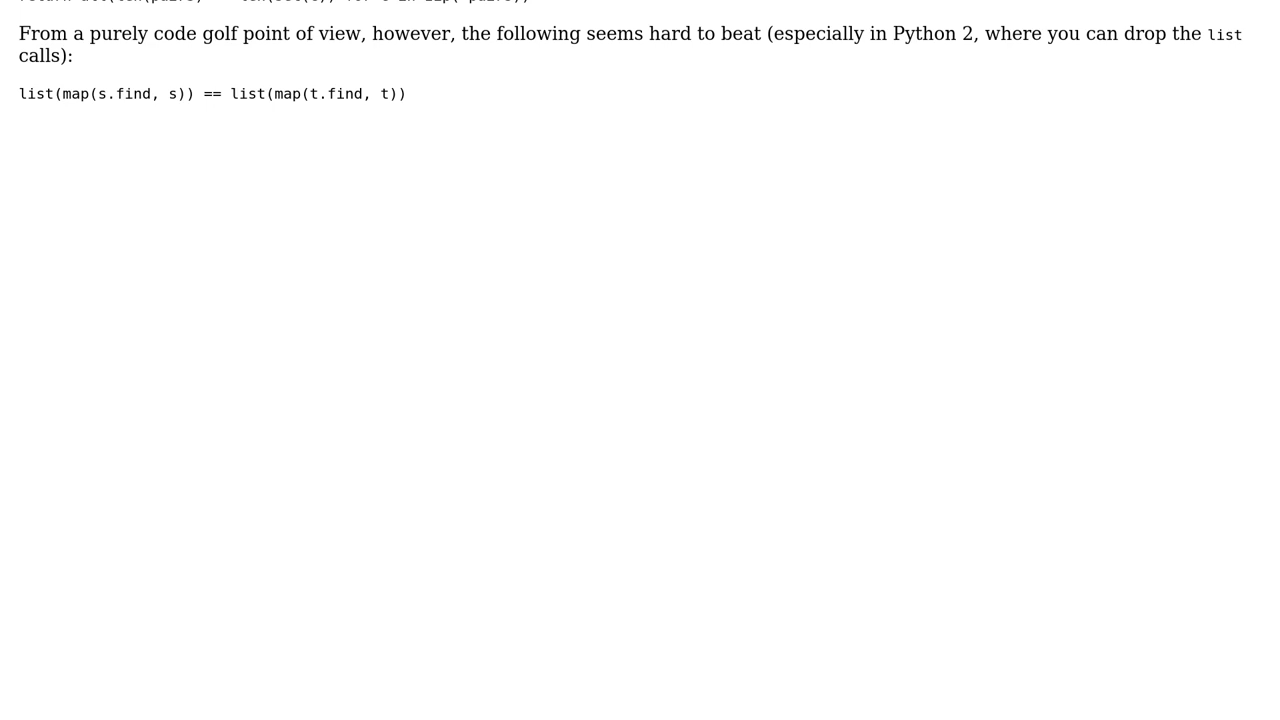 From a purely code golf point of view, however, the following seems hard to beat (especially in Python 2, where you can drop the list
calls):
list(map(s.find, s)) == list(map(t.find, t))